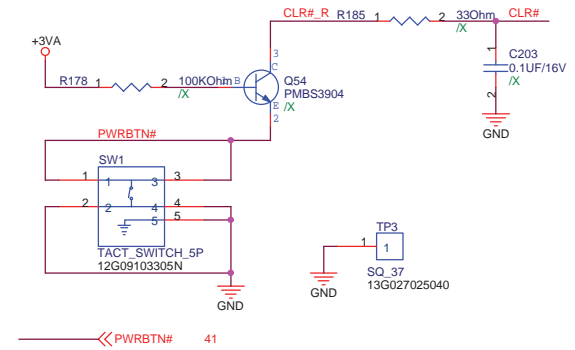 CLR#_R R185 1 2 33Ohm CLR#
/X
+3VA
3
C
1
C203
0.1UF/16V
/X
2
R178 1 2 100KOhm B
/X
Q54
PMBS3904
/X
E
2
GND
PWRBTN#
SW1
1 1 3 3
2 2 4 4
5 5
TACT_SWITCH_5P
12G09103305N
GND
TP3
1 1
SQ_37
13G027025040
GND
PWRBTN# 41